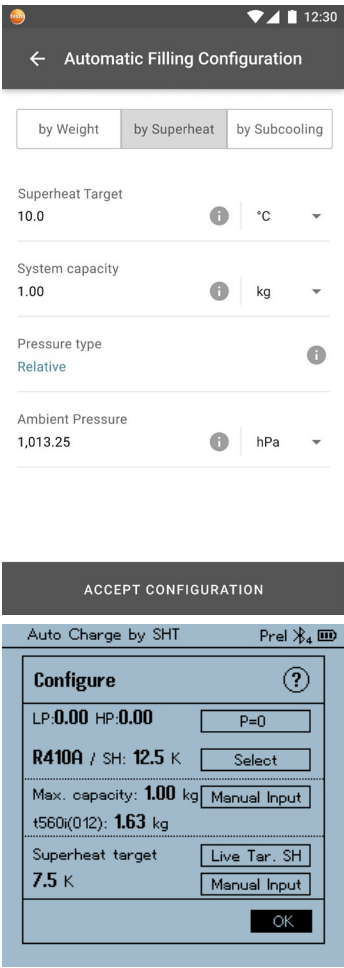 testo
12:30
Automatic Filling Configuration
by Weight by Superheat by Subcooling
Superheat Target
10.0 °C
System capacity
1.00 kg
Pressure type
Relative
Ambient Pressure
1,013.25 hPa
ACCEPT CONFIGURATION
Auto Charge by SHT Prel 4
Configure ?
LP:0.00 HP:0.00 P=0
R410A / SH: 12.5 K Select
Max. capacity: 1.00 kg Manual Input
t560i(012): 1.63 kg
Superheat target Live Tar. SH
7.5 K Manual Input
OK